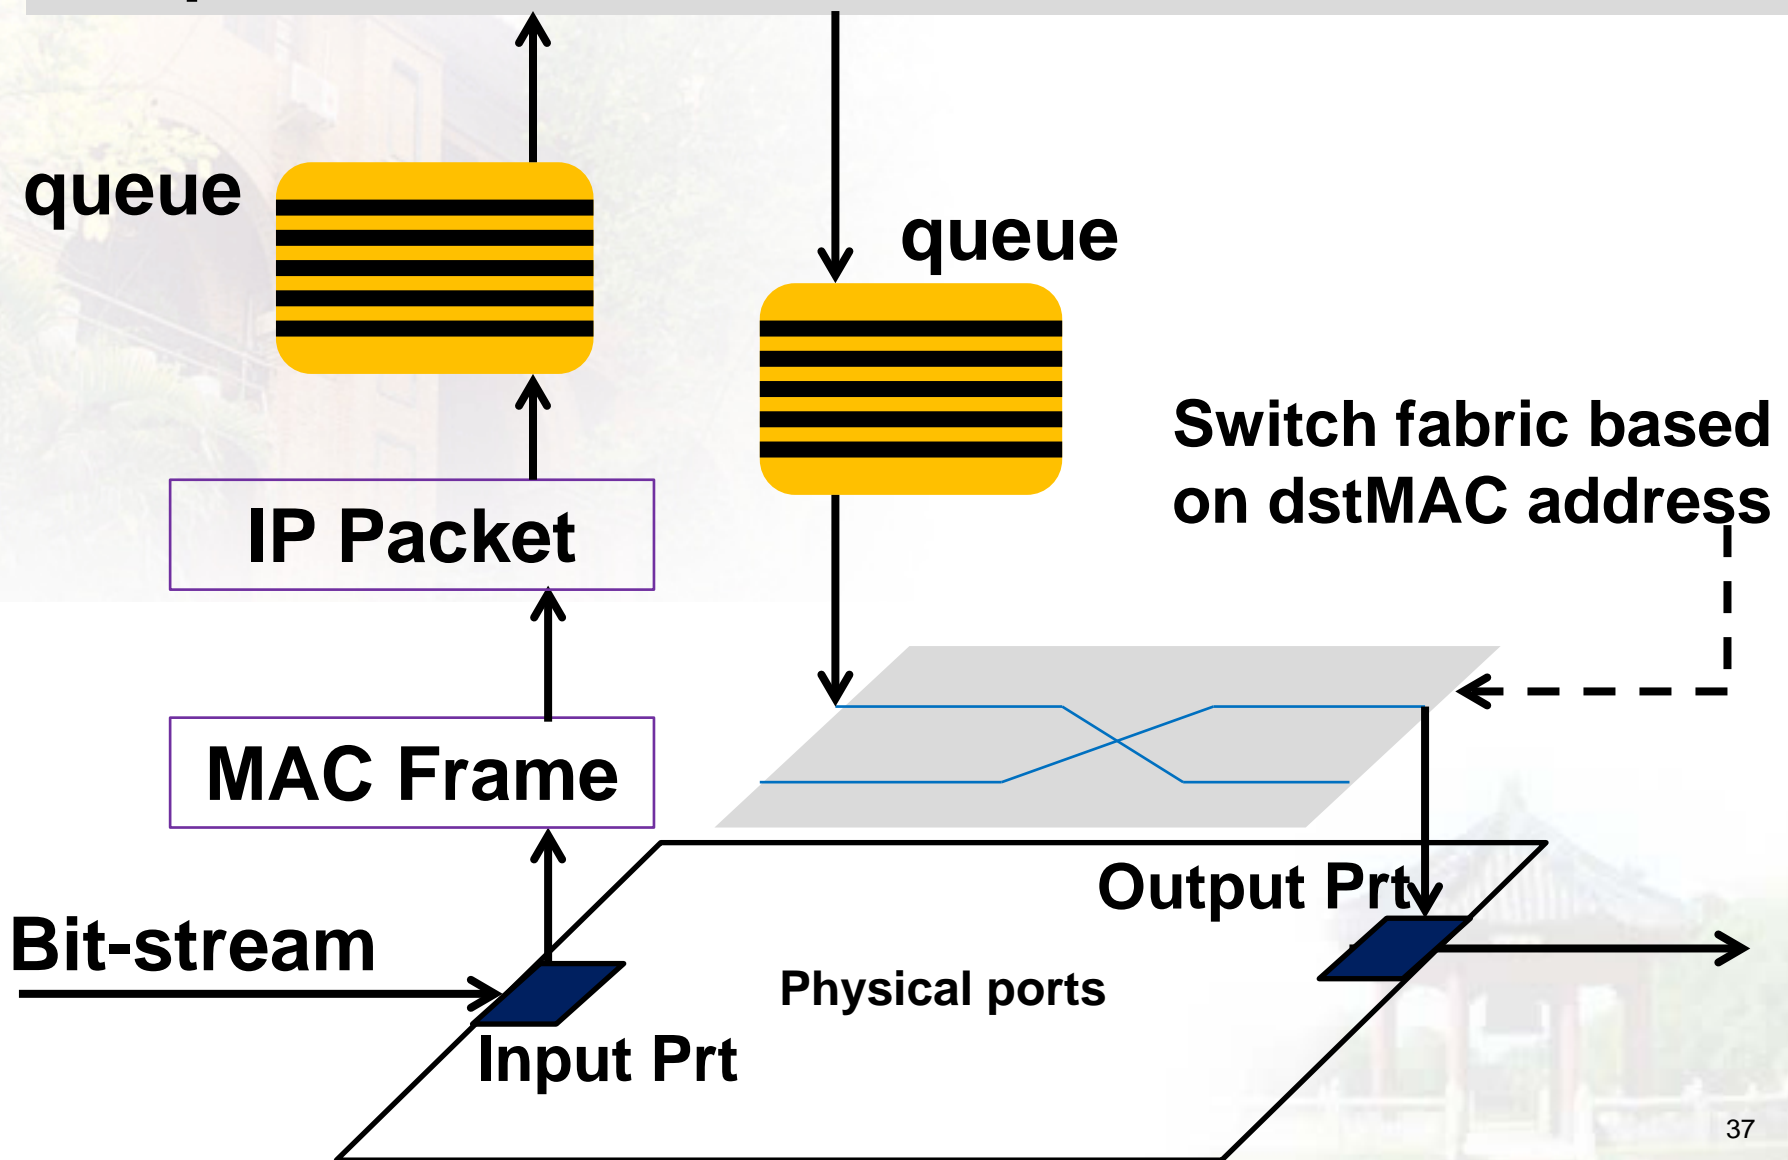 queue
queue
Switch fabric based
on dstMAC address
IP Packet
MAC Frame
Output Prt
Bit-stream
Physical ports
Input Prt
37